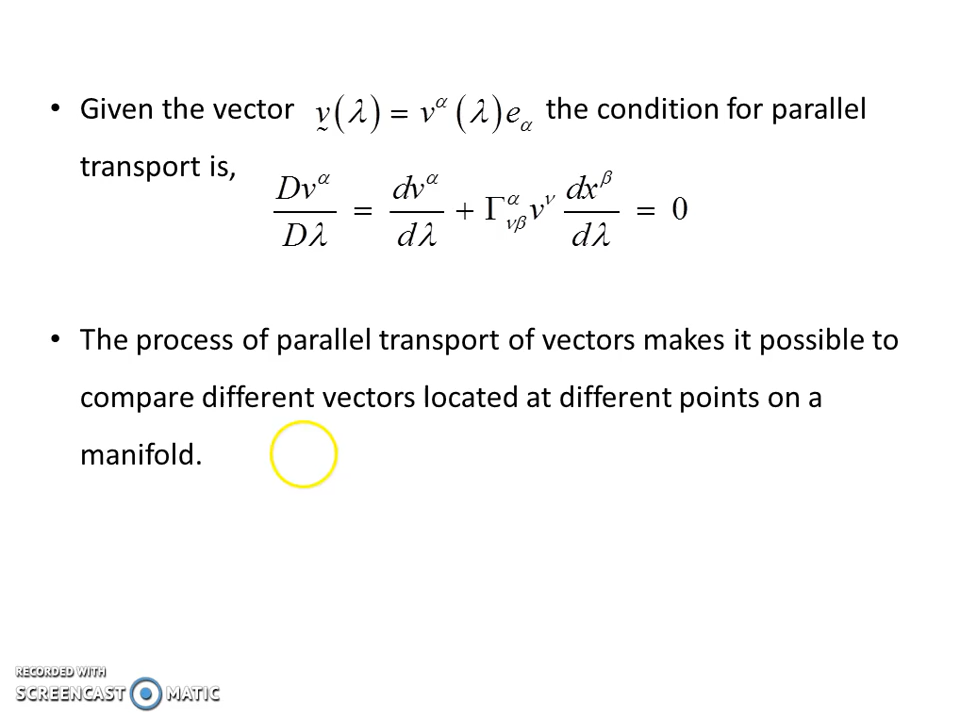 • Given the vector v(λ) = v^α(λ)e_α the condition for parallel
transport is,
Dv^α/Dλ = dv^α/dλ + Γ^α_νβ v^ν dx^β/dλ = 0
• The process of parallel transport of vectors makes it possible to
compare different vectors located at different points on a
manifold.
RECORDED WITH
SCREENCAST MATIC